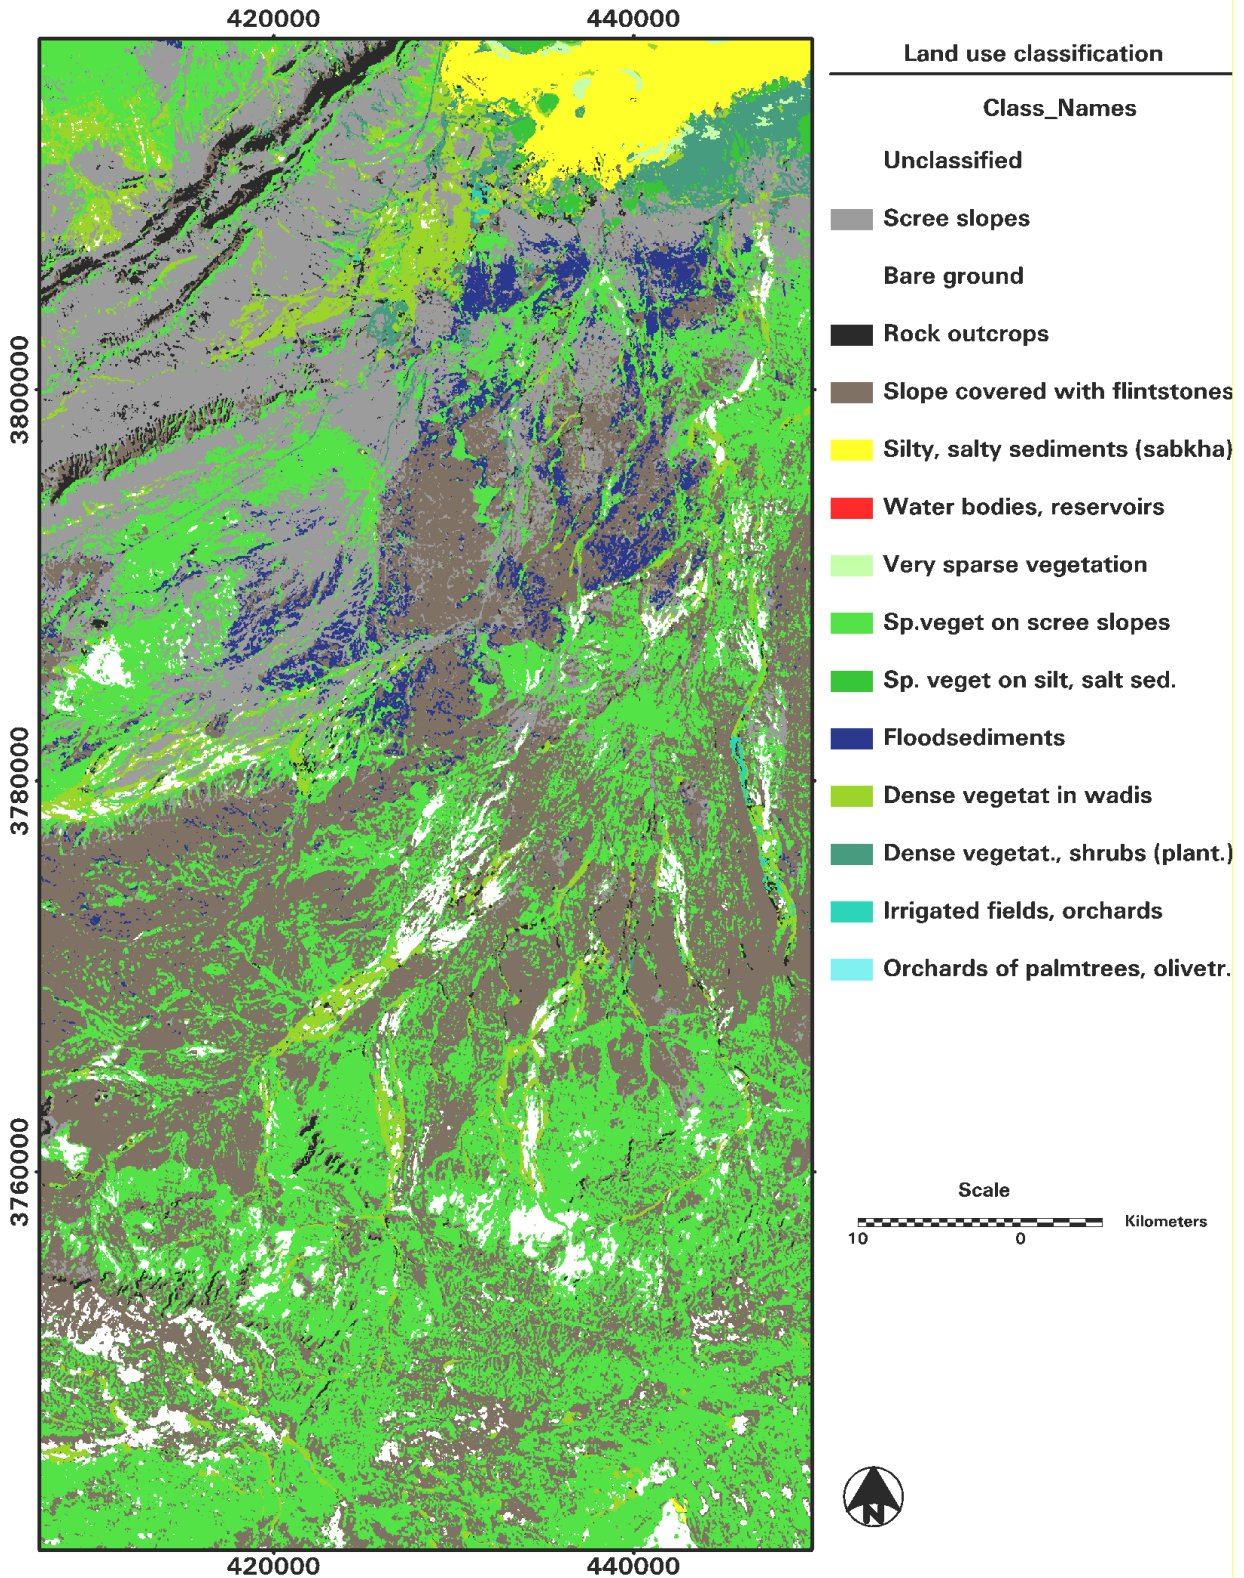 420000 440000
Land use classification
Class_Names
Unclassified
Scree slopes
Bare ground
Rock outcrops
Slope covered with flintstones
Silty, salty sediments (sabkha)
Water bodies, reservoirs
Very sparse vegetation
Sp.veget on scree slopes
Sp. veget on silt, salt sed.
Floodsediments
Dense vegetat in wadis
Dense vegetat., shrubs (plant.)
Irrigated fields, orchards
Orchards of palmtrees, olivetr.
3800000
3780000
3760000
Scale
Kilometers
10 0
N
420000 440000